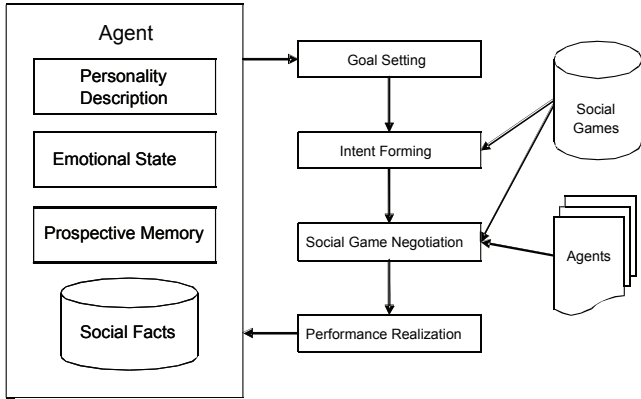 Agent
Personality
Description
Emotional State
Prospective Memory
Social Facts
Goal Setting
Intent Forming
Social Game Negotiation
Performance Realization
Social
Games
Agents